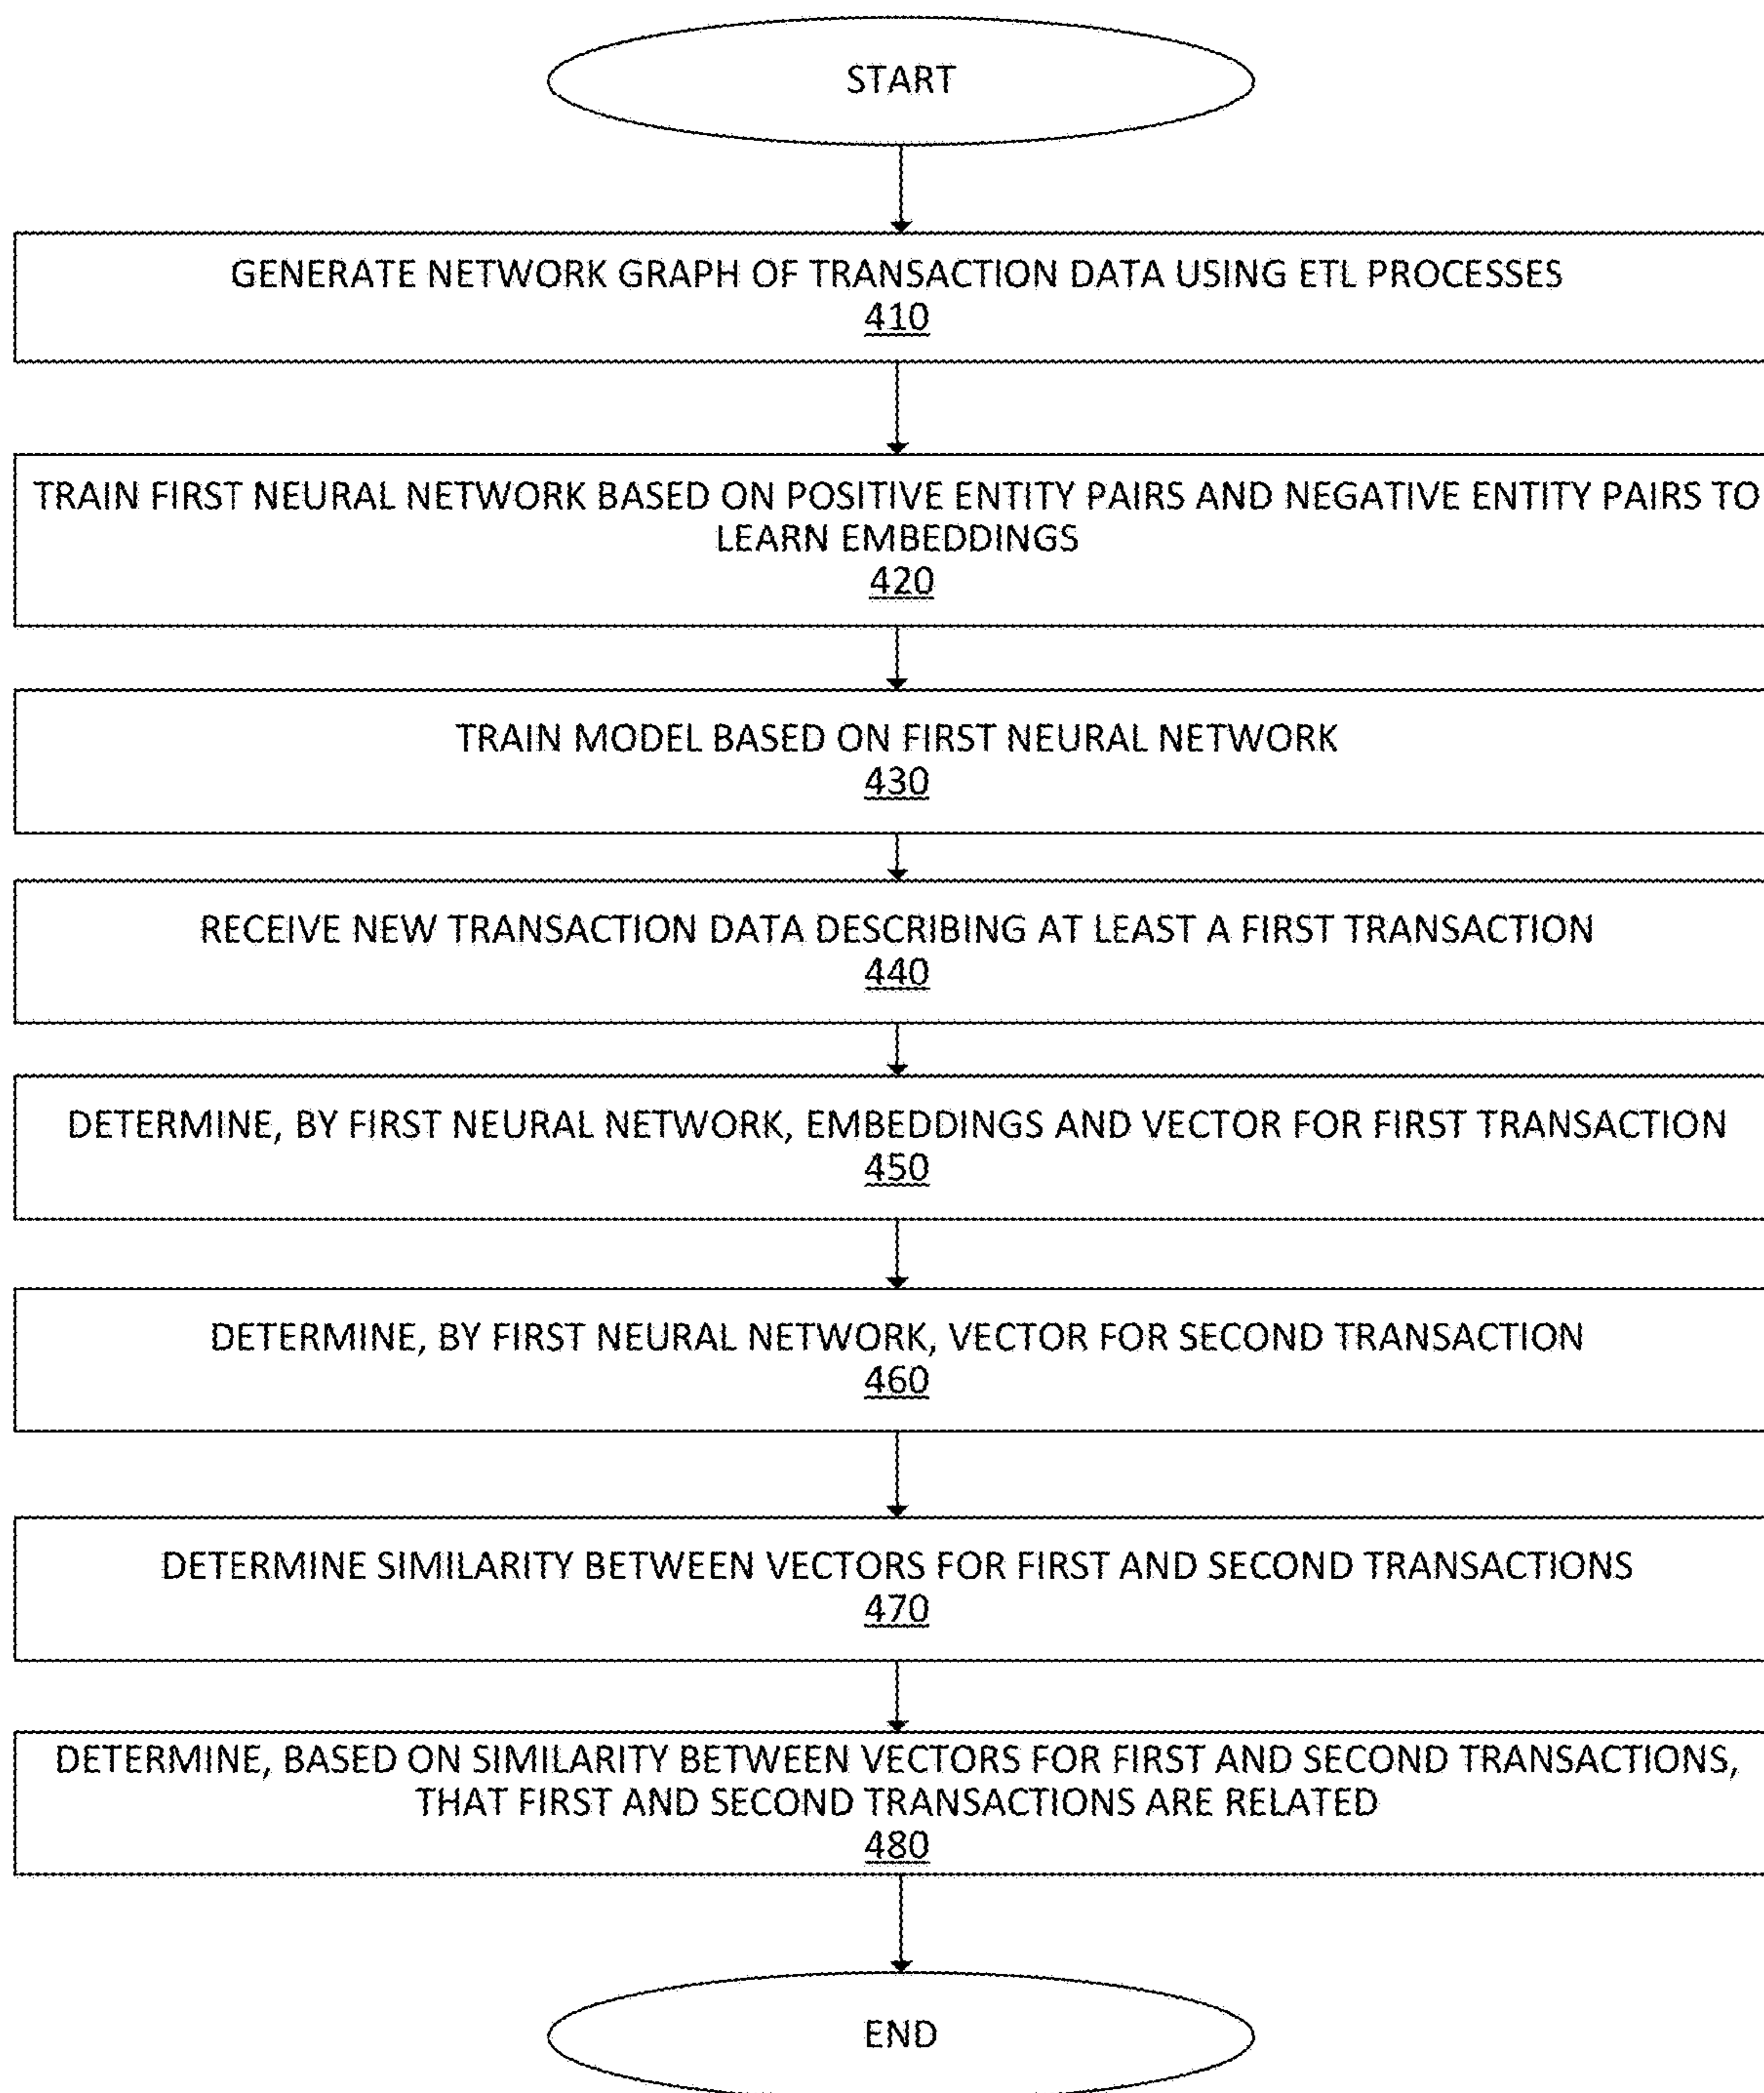 START
GENERATE NETWORK GRAPH OF TRANSACTION DATA USING ETL PROCESSES
410
TRAIN FIRST NEURAL NETWORK BASED ON POSITIVE ENTITY PAIRS AND NEGATIVE ENTITY PAIRS TO
LEARN EMBEDDINGS
420
TRAIN MODEL BASED ON FIRST NEURAL NETWORK
430
RECEIVE NEW TRANSACTION DATA DESCRIBING AT LEAST A FIRST TRANSACTION
440
DETERMINE, BY FIRST NEURAL NETWORK, EMBEDDINGS AND VECTOR FOR FIRST TRANSACTION
450
DETERMINE, BY FIRST NEURAL NETWORK, VECTOR FOR SECOND TRANSACTION
460
DETERMINE SIMILARITY BETWEEN VECTORS FOR FIRST AND SECOND TRANSACTIONS
470
DETERMINE, BASED ON SIMILARITY BETWEEN VECTORS FOR FIRST AND SECOND TRANSACTIONS,
THAT FIRST AND SECOND TRANSACTIONS ARE RELATED
480
END